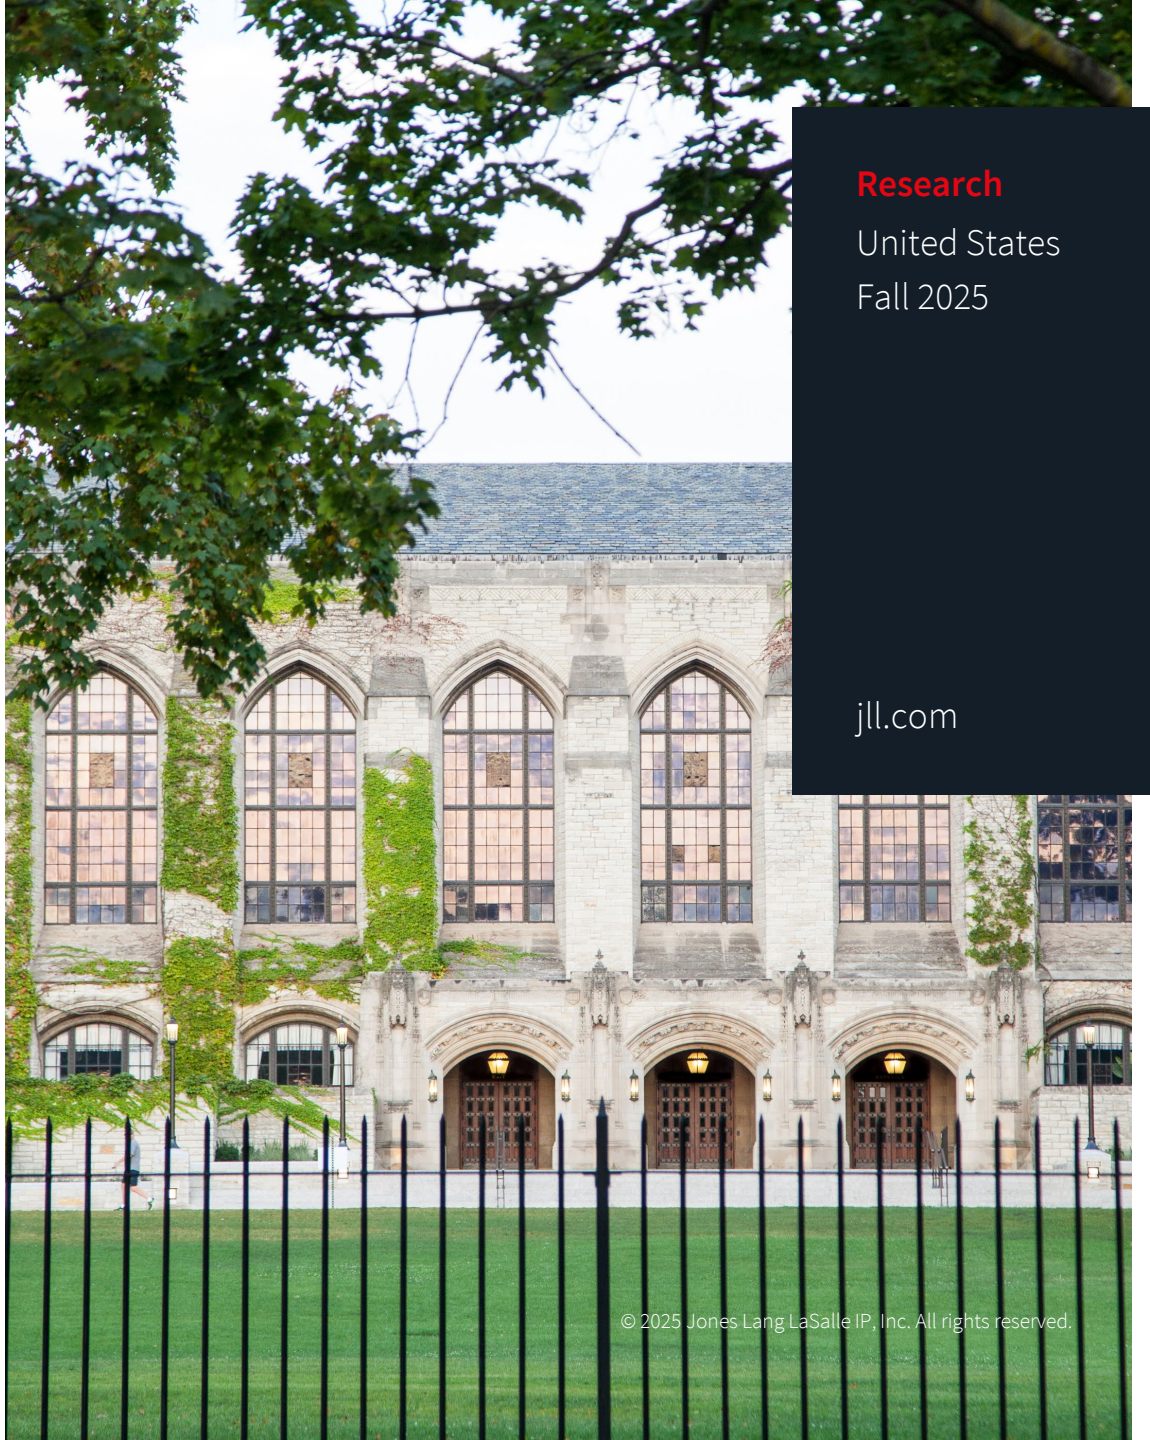 Research
United States
Fall 2025
jll.com
© 2025 Jones Lang LaSalle IP, Inc. All rights reserved.